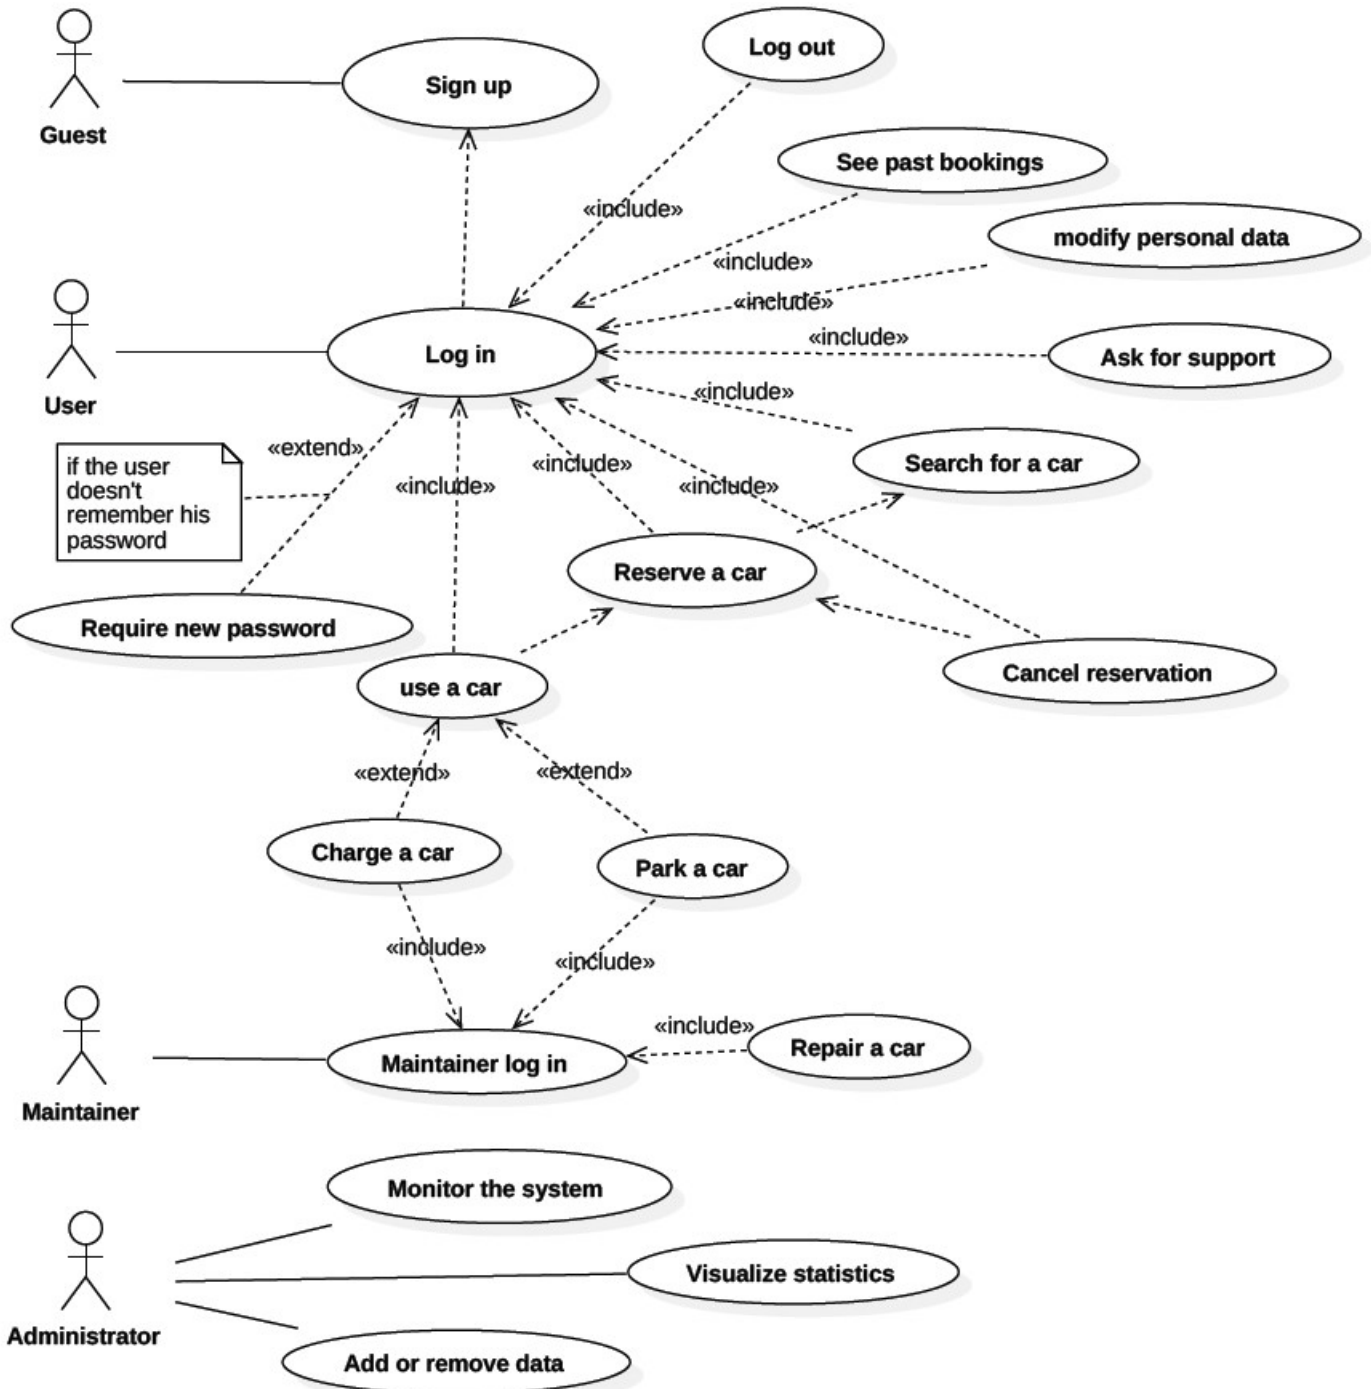 Log out
Sign up
Guest
See past bookings
«include»
modify personal data
«include»
«include»
«include»
Log in
Ask for support
«include»
User
«extend»
«include»
Search for a car
if the user
doesn't
remember his
password
«include»
«include»
Reserve a car
Require new password
Cancel reservation
use a car
«extend»
«extend»
Charge a car
Park a car
«include»
«include»
«include»
Repair a car
Maintainer log in
Maintainer
Monitor the system
Visualize statistics
Administrator
Add or remove data